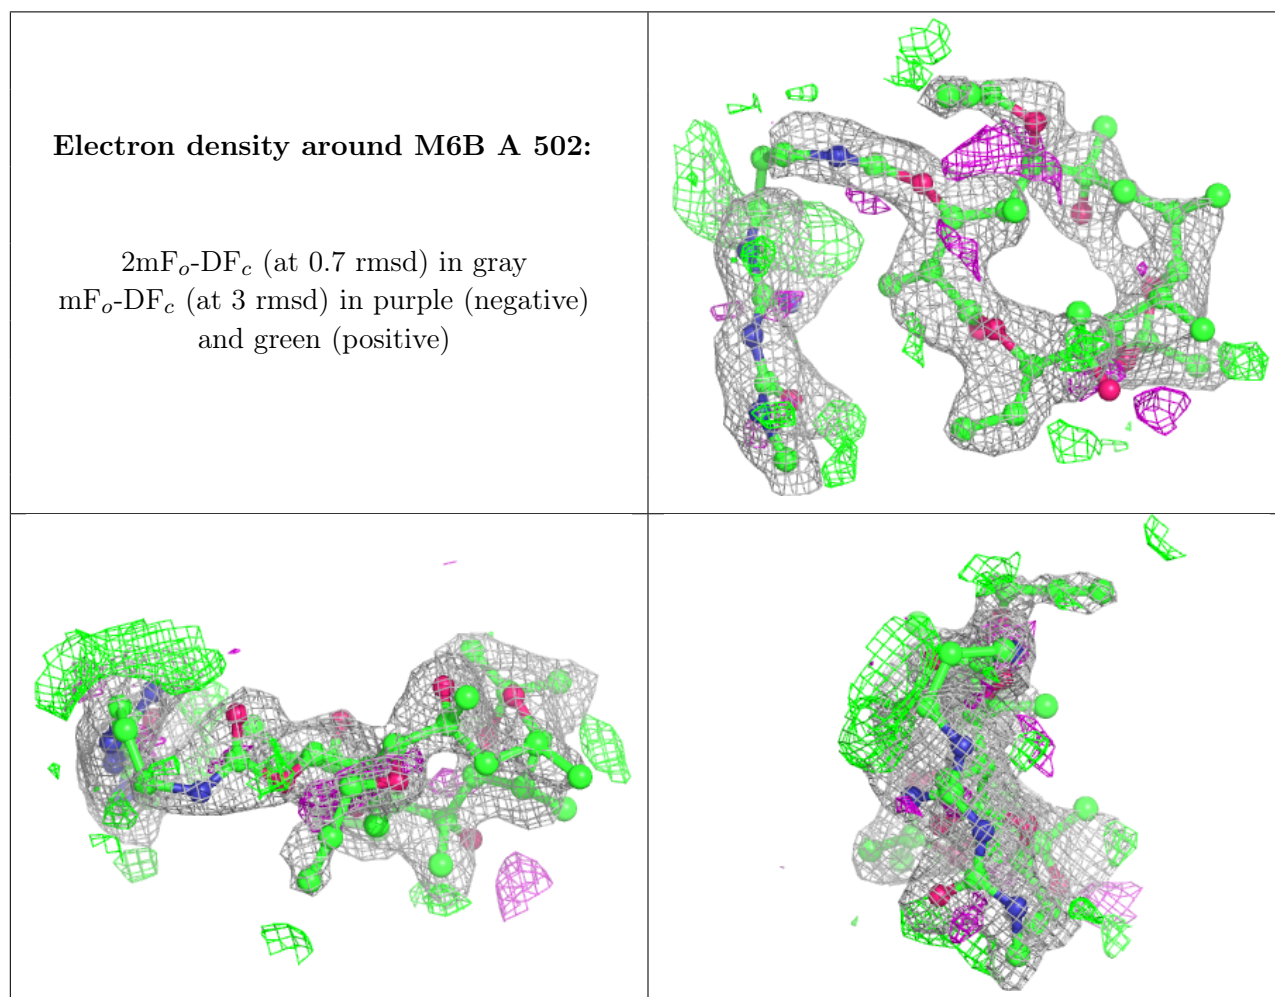 Electron density around M6B A 502:
2mFo-DFc (at 0.7 rmsd) in gray
mFo-DFc (at 3 rmsd) in purple (negative)
and green (positive)